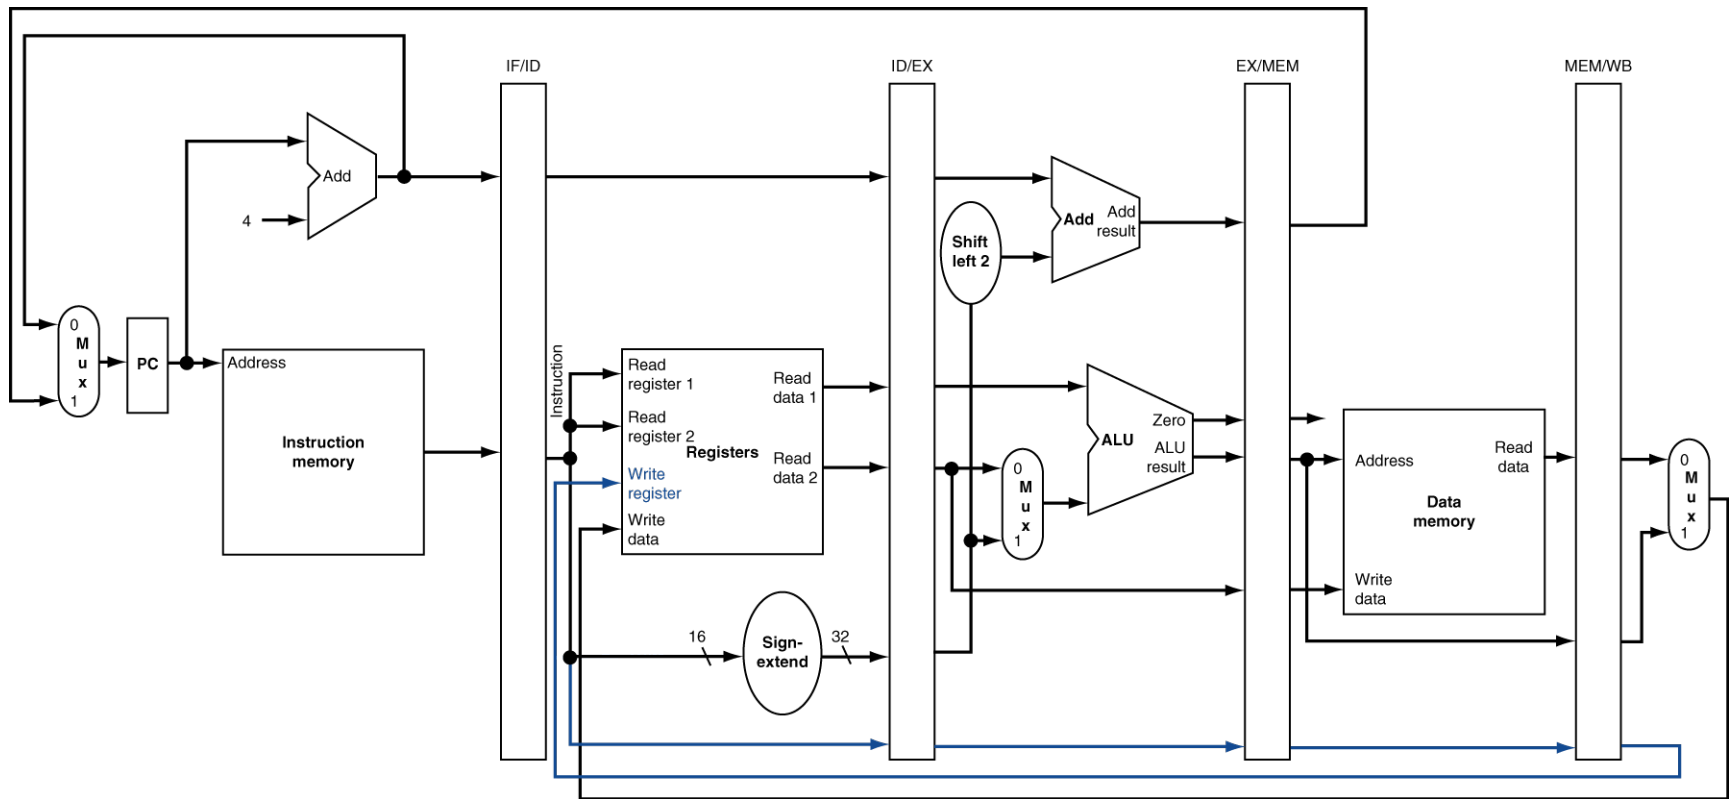 IF/ID
ID/EX
EX/MEM
MEM/WB
Add
4
Add
Add
result
Shift
left 2
0
M
u
x
1
PC
Address
Instruction
memory
Instruction
Read
register 1
Read
register 2
Write
register
Write
data
Registers
Read
data 1
Read
data 2
16
Sign-
extend
32
0
M
u
x
1
Zero
ALU
ALU
result
Address
Read
data
Data
memory
Write
data
0
M
u
x
1